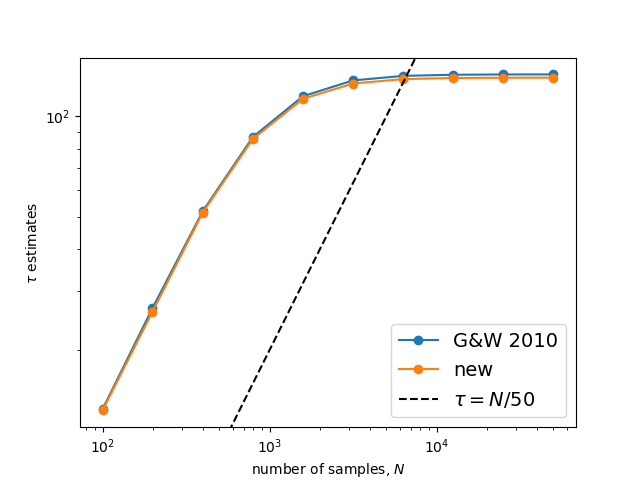 10²
τ estimates
G&W 2010
new
τ = N/50
10²
10³
10⁴
number of samples, N